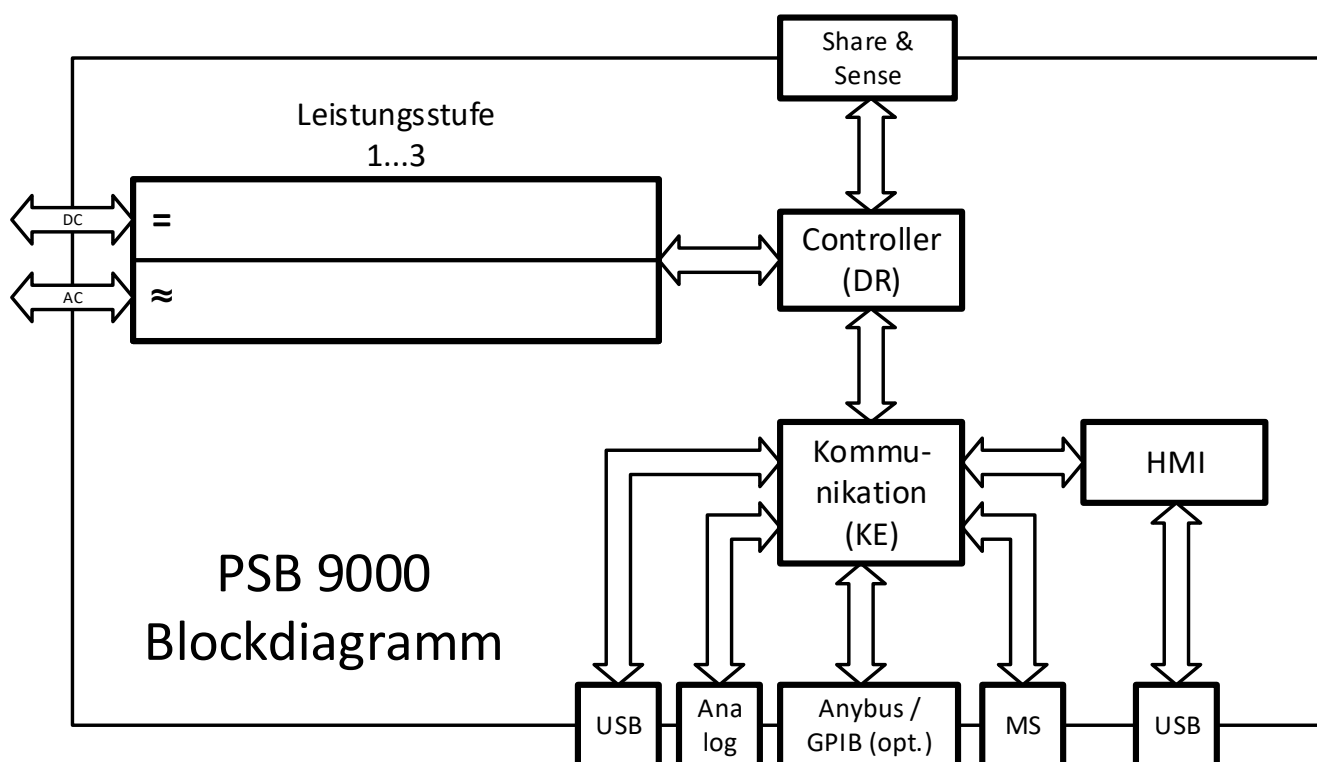 Share &
Sense
Leistungsstufe
1...3
DC
=
AC
≈
Controller
(DR)
Kommu-
nikation
(KE)
HMI
PSB 9000
Blockdiagramm
USB
Ana
log
Anybus /
GPIB (opt.)
MS
USB